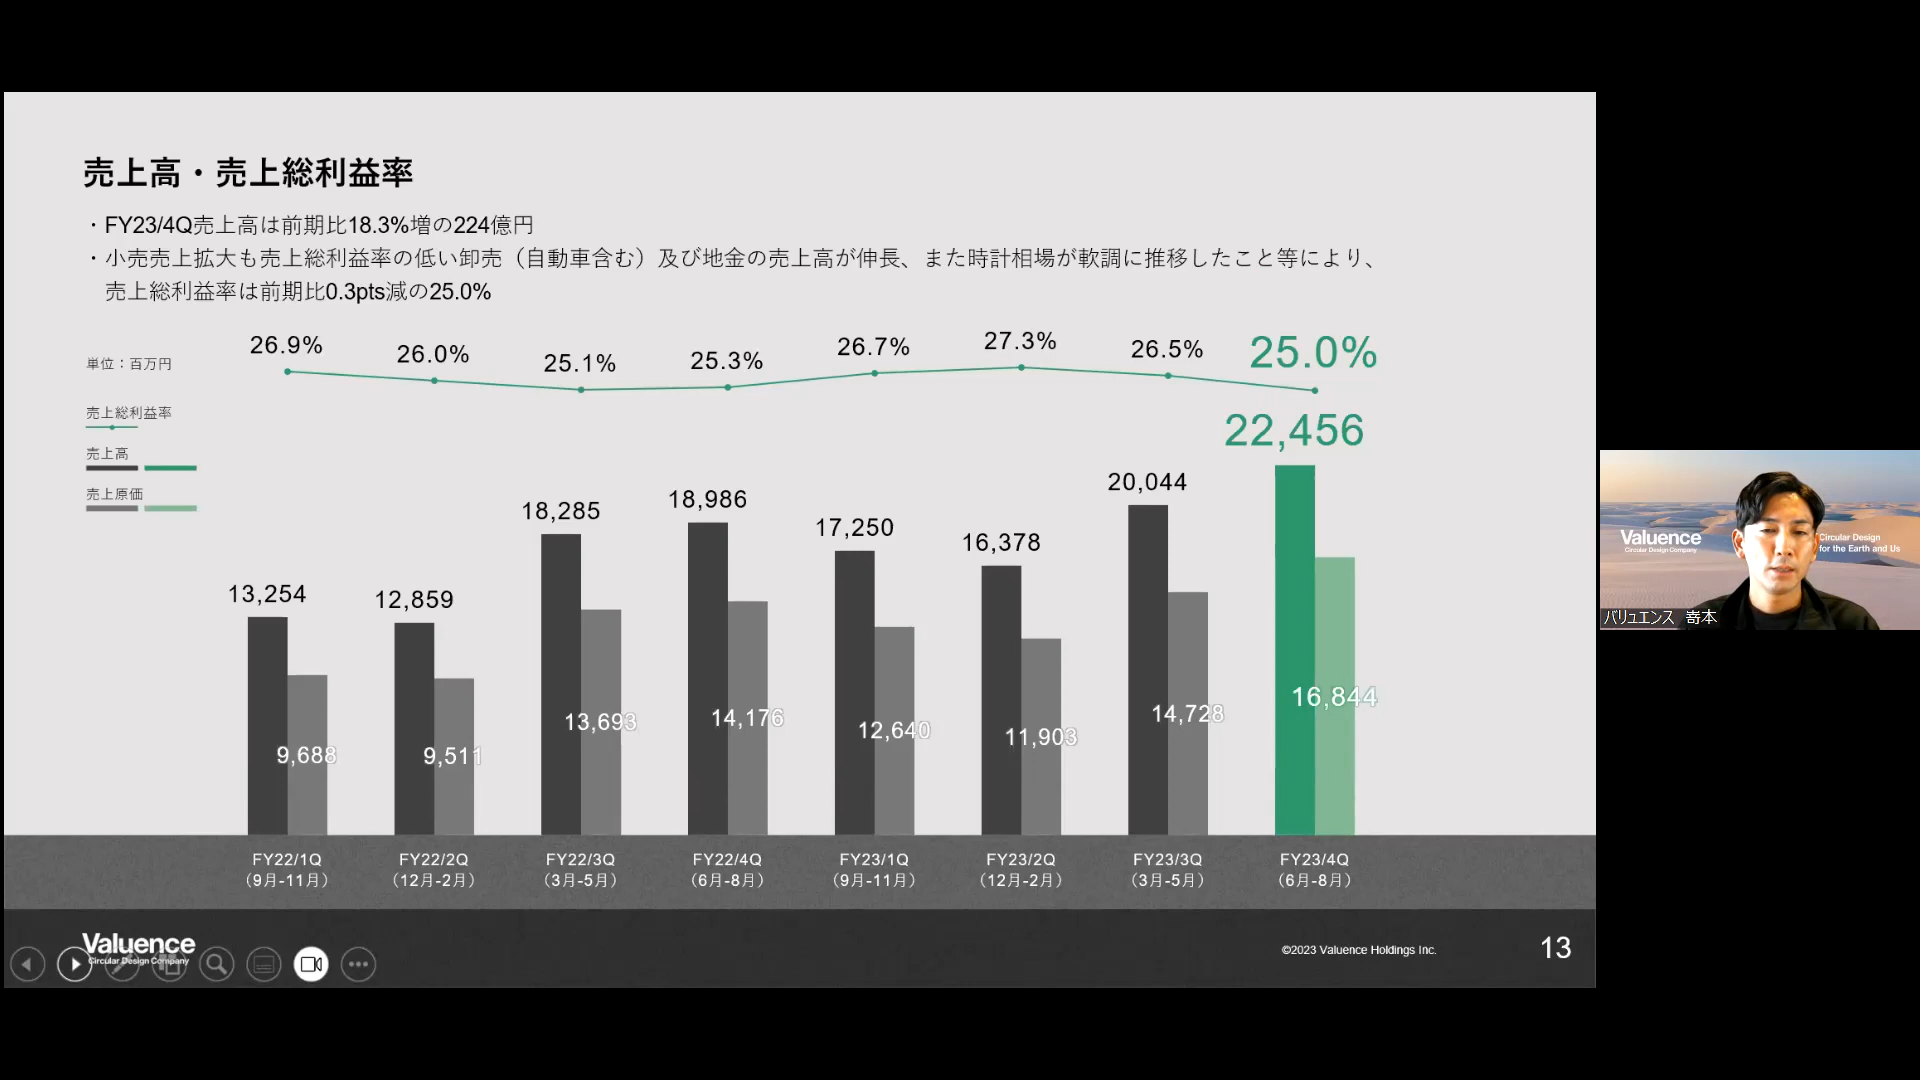 売上高・売上総利益率
・FY23/4Q売上高は前期比18.3%増の224億円
・小売売上拡大も売上総利益率の低い卸売（自動車含む）及び地金の売上高が伸長、また時計相場が軟調に推移したこと等により、
売上総利益率は前期比0.3pts減の25.0%
単位：百万円
売上総利益率
売上高
売上原価
26.9% 26.0% 25.1% 25.3% 26.7% 27.3% 26.5% 25.0%
13,254 12,859 18,285 18,986 17,250 16,378 20,044 22,456
9,688 9,511 13,693 14,176 12,640 11,903 14,728 16,844
FY22/1Q FY22/2Q FY22/3Q FY22/4Q FY23/1Q FY23/2Q FY23/3Q FY23/4Q
（9月-11月） （12月-2月） （3月-5月） （6月-8月） （9月-11月） （12月-2月） （3月-5月） （6月-8月）
Valuence
Circular Design Company
©2023 Valuence Holdings Inc.
13
Valuence
Circular Design Company
Circular Design
for the Earth and Us
バリュエンス 嵜本